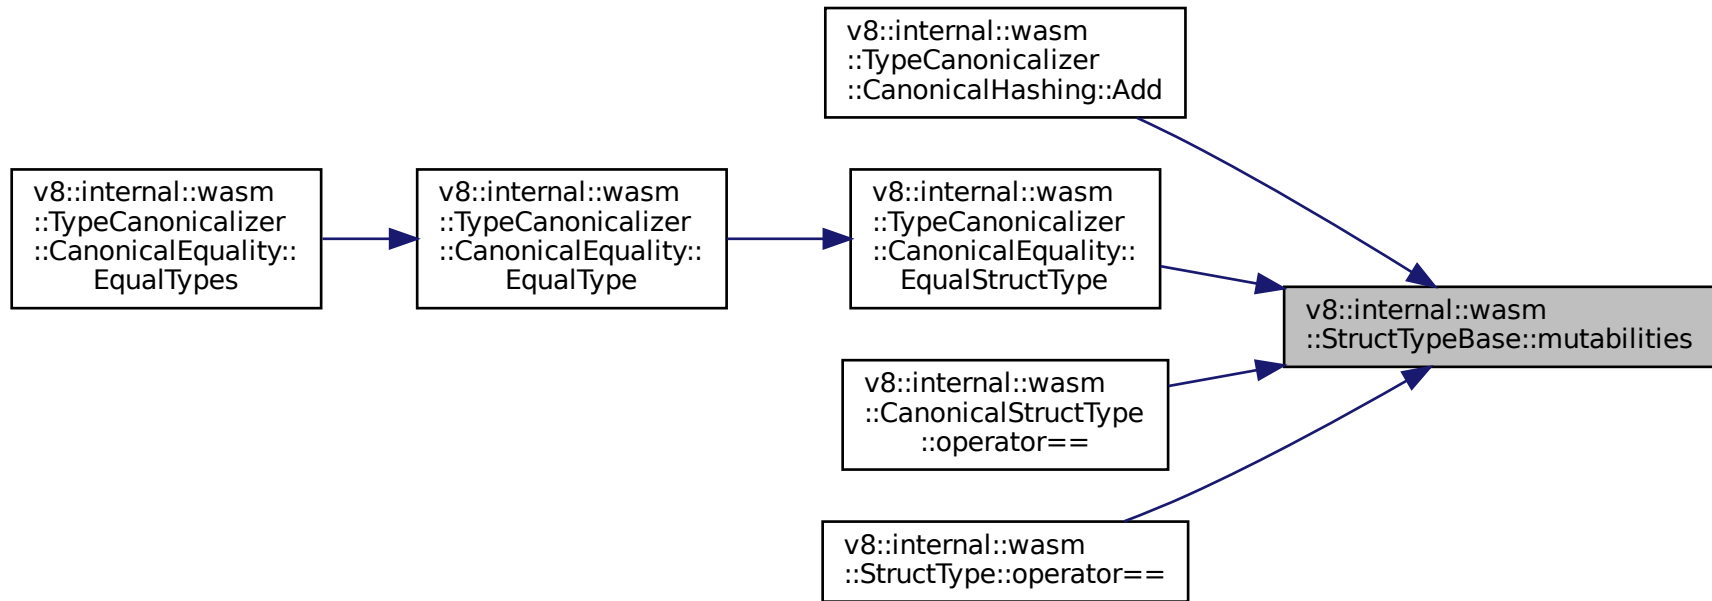 v8::internal::wasm
::TypeCanonicalizer
::CanonicalHashing::Add
v8::internal::wasm
::TypeCanonicalizer
::CanonicalEquality::
EqualTypes
v8::internal::wasm
::TypeCanonicalizer
::CanonicalEquality::
EqualType
v8::internal::wasm
::TypeCanonicalizer
::CanonicalEquality::
EqualStructType
v8::internal::wasm
::StructTypeBase::mutabilities
v8::internal::wasm
::CanonicalStructType
::operator==
v8::internal::wasm
::StructType::operator==